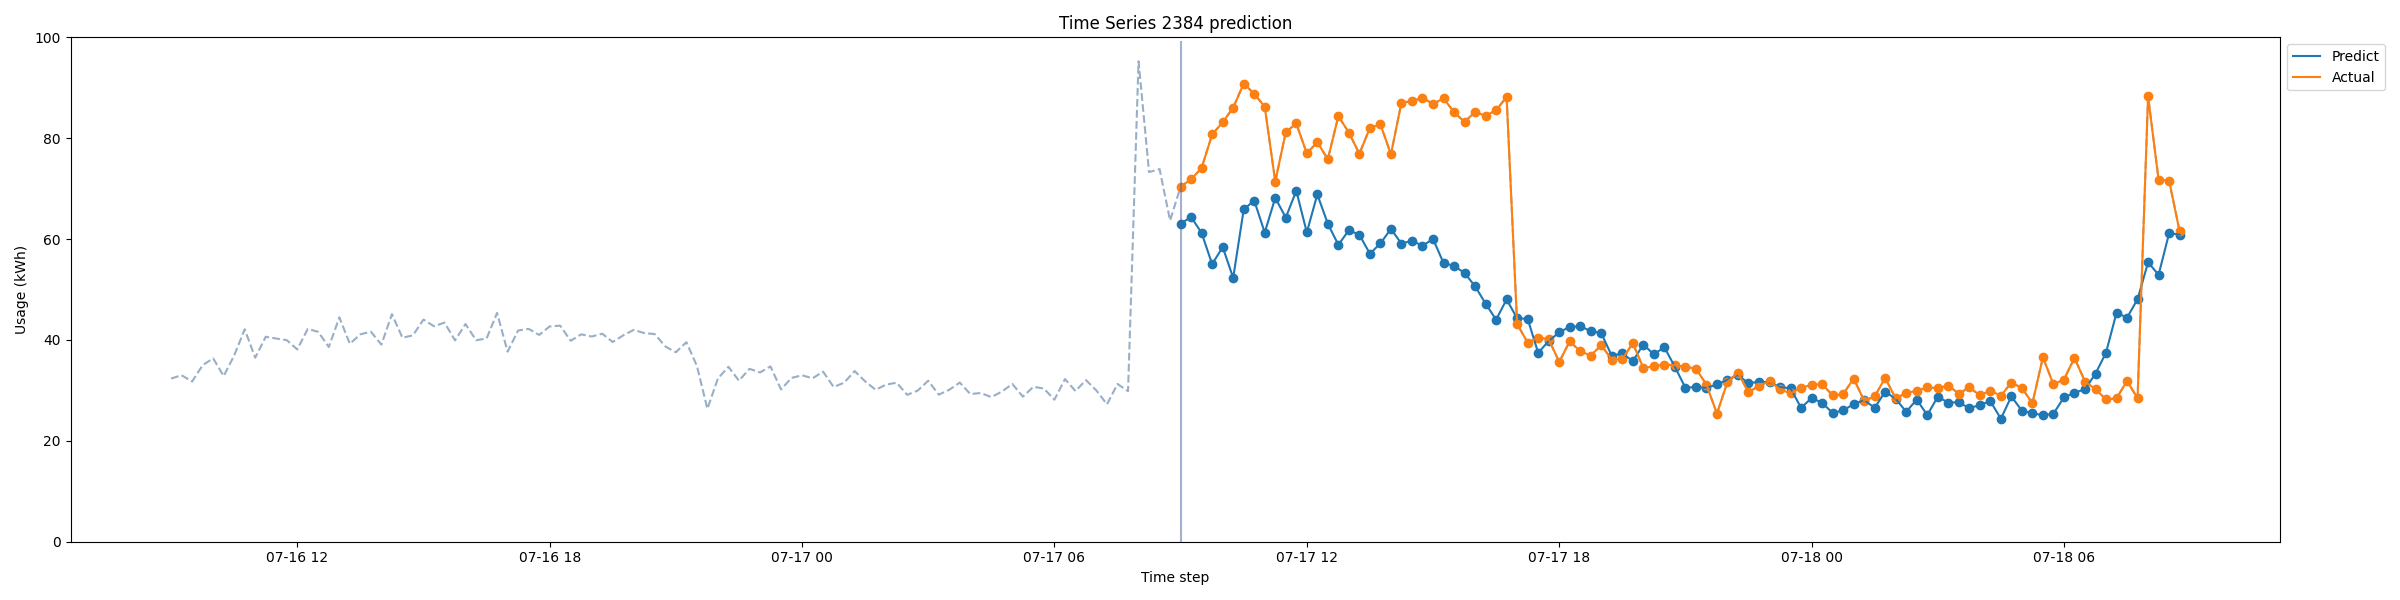 Time Series 2384 prediction
100
80
60
40
20
0
Usage (kWh)
07-16 12
07-16 18
07-17 00
07-17 06
07-17 12
07-17 18
07-18 00
07-18 06
Time step
Predict
Actual